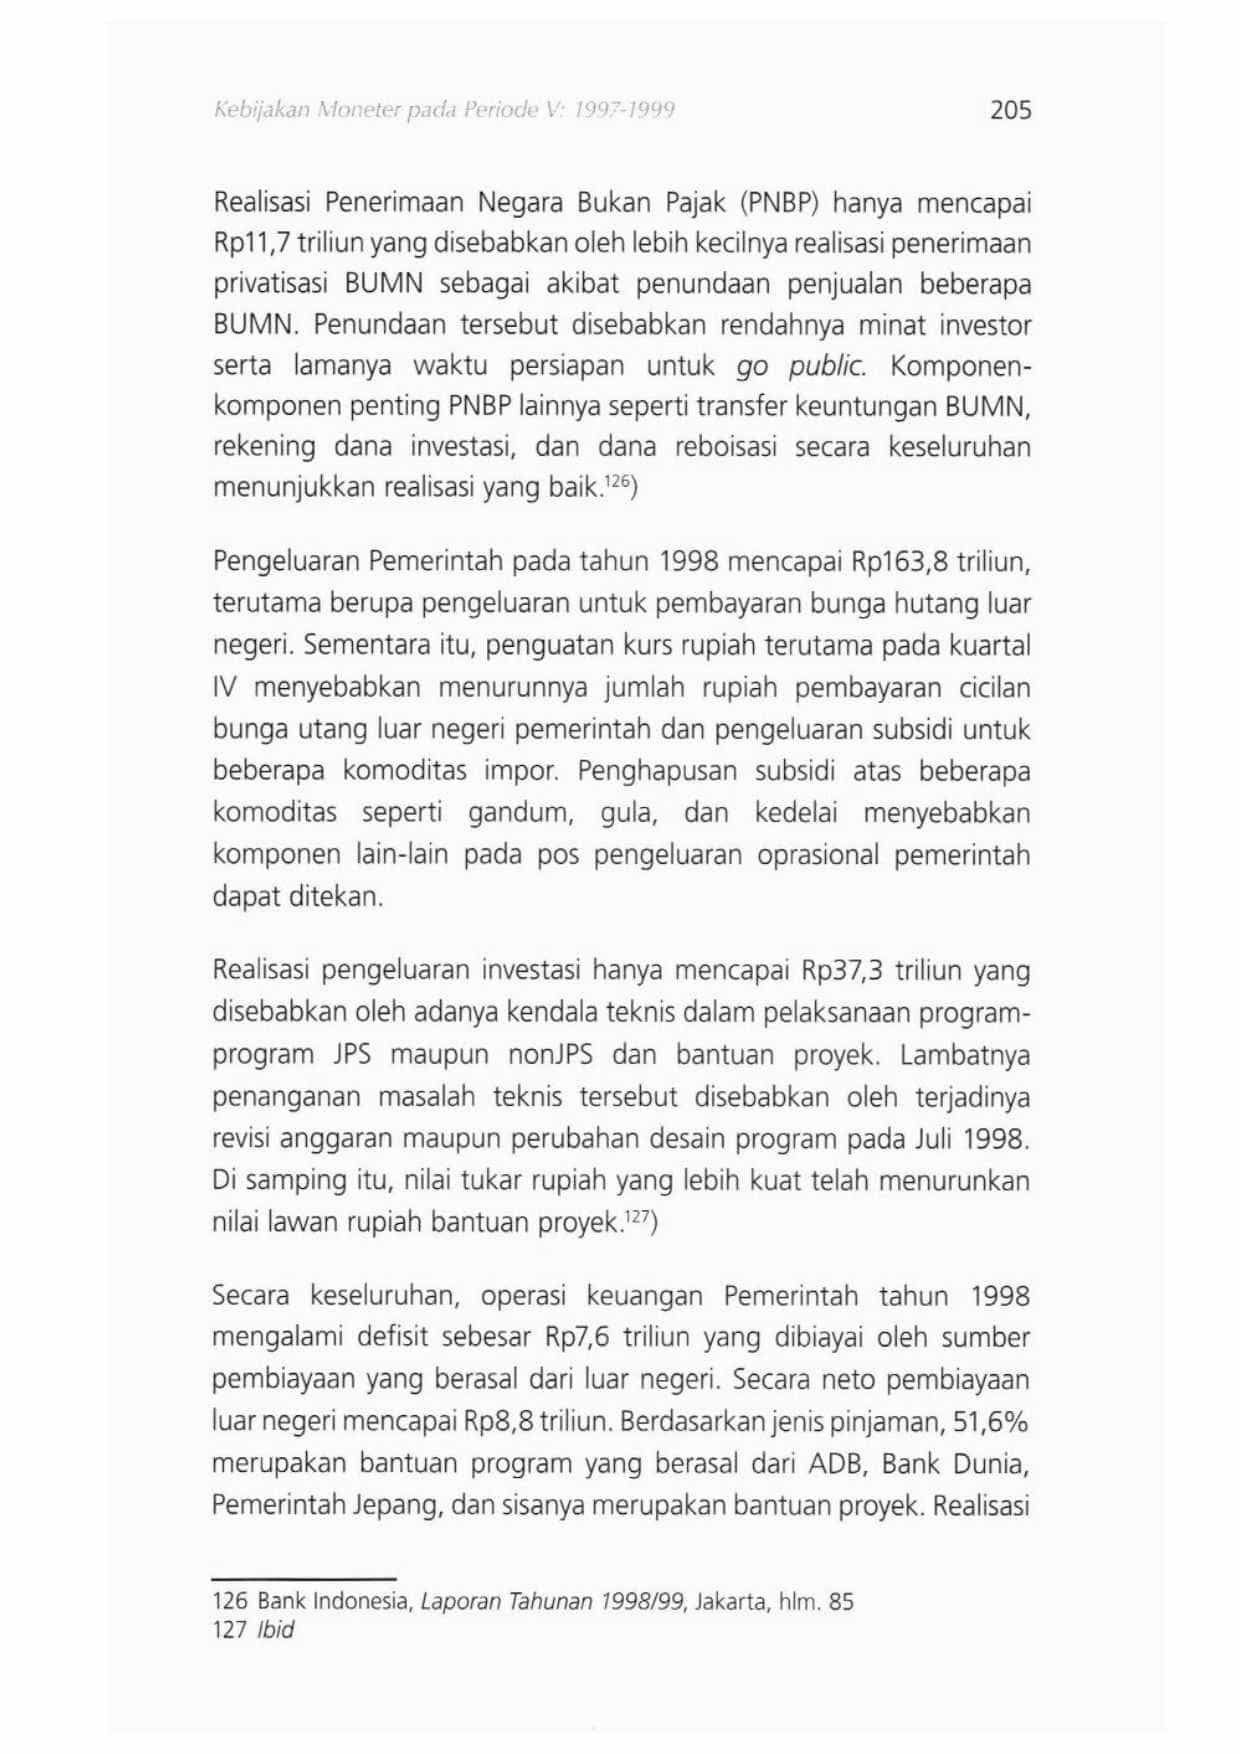 Kebijakan Moneter pada Periode V: 1997-1999 205
Realisasi Penerimaan Negara Bukan Pajak (PNBP) hanya mencapai
Rp11,7 triliun yang disebabkan oleh lebih kecilnya realisasi penerimaan
privatisasi BUMN sebagai akibat penundaan penjualan beberapa
BUMN. Penundaan tersebut disebabkan rendahnya minat investor
serta lamanya waktu persiapan untuk go public. Komponen-
komponen penting PNBP lainnya seperti transfer keuntungan BUMN,
rekening dana investasi, dan dana reboisasi secara keseluruhan
menunjukkan realisasi yang baik.126)
Pengeluaran Pemerintah pada tahun 1998 mencapai Rp163,8 triliun,
terutama berupa pengeluaran untuk pembayaran bunga hutang luar
negeri. Sementara itu, penguatan kurs rupiah terutama pada kuartal
IV menyebabkan menurunnya jumlah rupiah pembayaran cicilan
bunga utang luar negeri pemerintah dan pengeluaran subsidi untuk
beberapa komoditas impor. Penghapusan subsidi atas beberapa
komoditas seperti gandum, gula, dan kedelai menyebabkan
komponen lain-lain pada pos pengeluaran oprasional pemerintah
dapat ditekan.
Realisasi pengeluaran investasi hanya mencapai Rp37,3 triliun yang
disebabkan oleh adanya kendala teknis dalam pelaksanaan program-
program JPS maupun nonJPS dan bantuan proyek. Lambatnya
penanganan masalah teknis tersebut disebabkan oleh terjadinya
revisi anggaran maupun perubahan desain program pada Juli 1998.
Di samping itu, nilai tukar rupiah yang lebih kuat telah menurunkan
nilai lawan rupiah bantuan proyek.127)
Secara keseluruhan, operasi keuangan Pemerintah tahun 1998
mengalami defisit sebesar Rp7,6 triliun yang dibiayai oleh sumber
pembiayaan yang berasal dari luar negeri. Secara neto pembiayaan
luar negeri mencapai Rp8,8 triliun. Berdasarkan jenis pinjaman, 51,6%
merupakan bantuan program yang berasal dari ADB, Bank Dunia,
Pemerintah Jepang, dan sisanya merupakan bantuan proyek. Realisasi
126 Bank Indonesia, Laporan Tahunan 1998/99, Jakarta, hlm. 85
127 Ibid